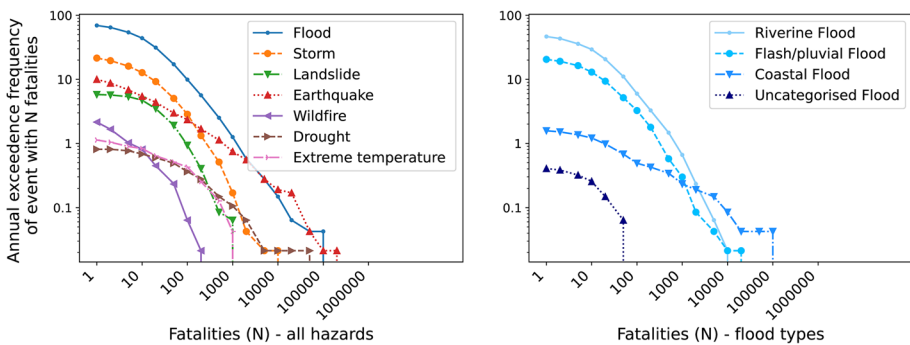 Annual exceedence frequency
of event with N fatalities
100
10
1
0.1
Flood
Storm
Landslide
Earthquake
Wildfire
Drought
Extreme temperature
1
10
100
1000
10000
100000
1000000
Fatalities (N) - all hazards
100
10
1
0.1
Riverine Flood
Flash/pluvial Flood
Coastal Flood
Uncategorised Flood
1
10
100
1000
10000
100000
1000000
Fatalities (N) - flood types